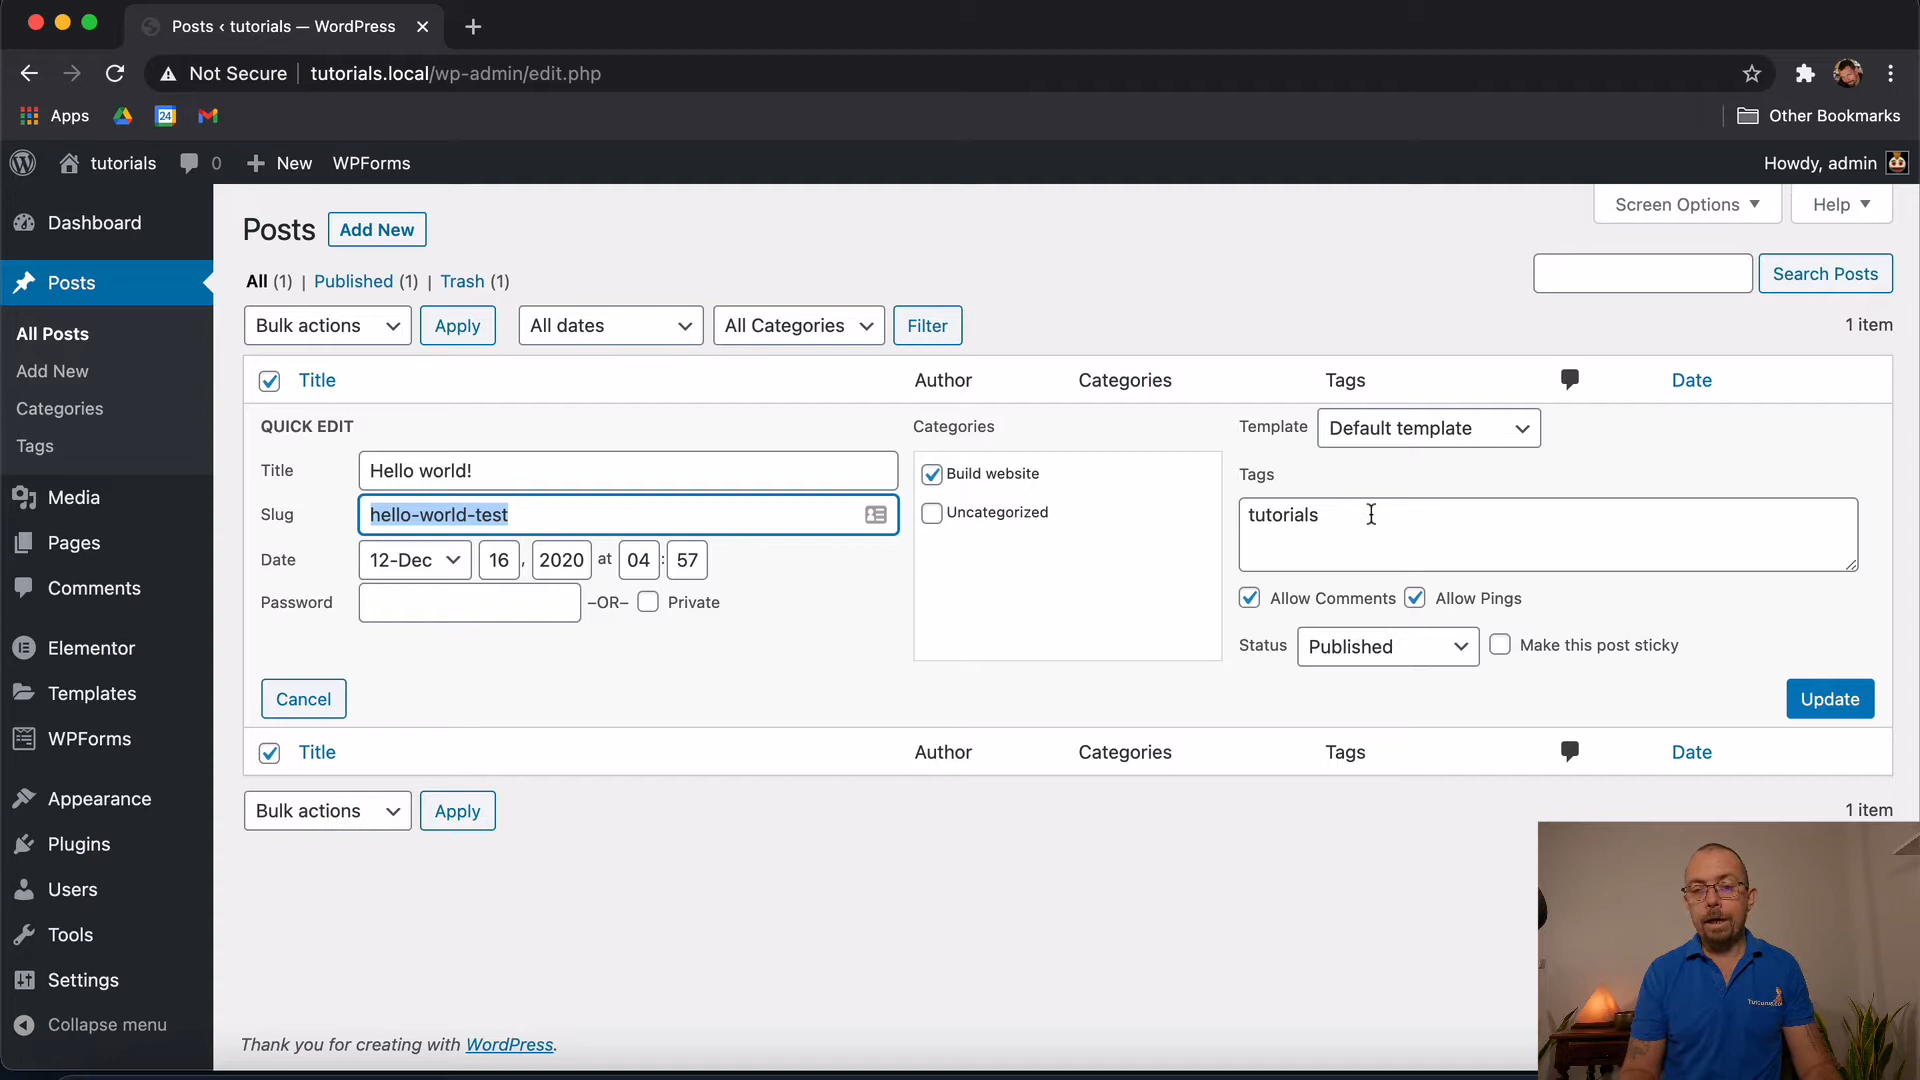 Posts ‹ tutorials — WordPress
Not Secure tutorials.local/wp-admin/edit.php
Apps 24 Other Bookmarks
tutorials 0 New WPForms Howdy, admin
Dashboard
Posts
All Posts
Add New
Categories
Tags
Media
Pages
Comments
Elementor
Templates
WPForms
Appearance
Plugins
Users
Tools
Settings
Collapse menu
Screen Options Help
Posts Add New
All (1) | Published (1) | Trash (1)
Search Posts
Bulk actions Apply All dates All Categories Filter 1 item
Title Author Categories Tags Date
QUICK EDIT
Title Hello world!
Slug hello-world-test
Date 12-Dec 16 , 2020 at 04 : 57
Password –OR– Private
Categories
Build website
Uncategorized
Template Default template
Tags
tutorials
Allow Comments Allow Pings
Status Published Make this post sticky
Cancel Update
Title Author Categories Tags Date
Bulk actions Apply 1 item
Thank you for creating with WordPress.